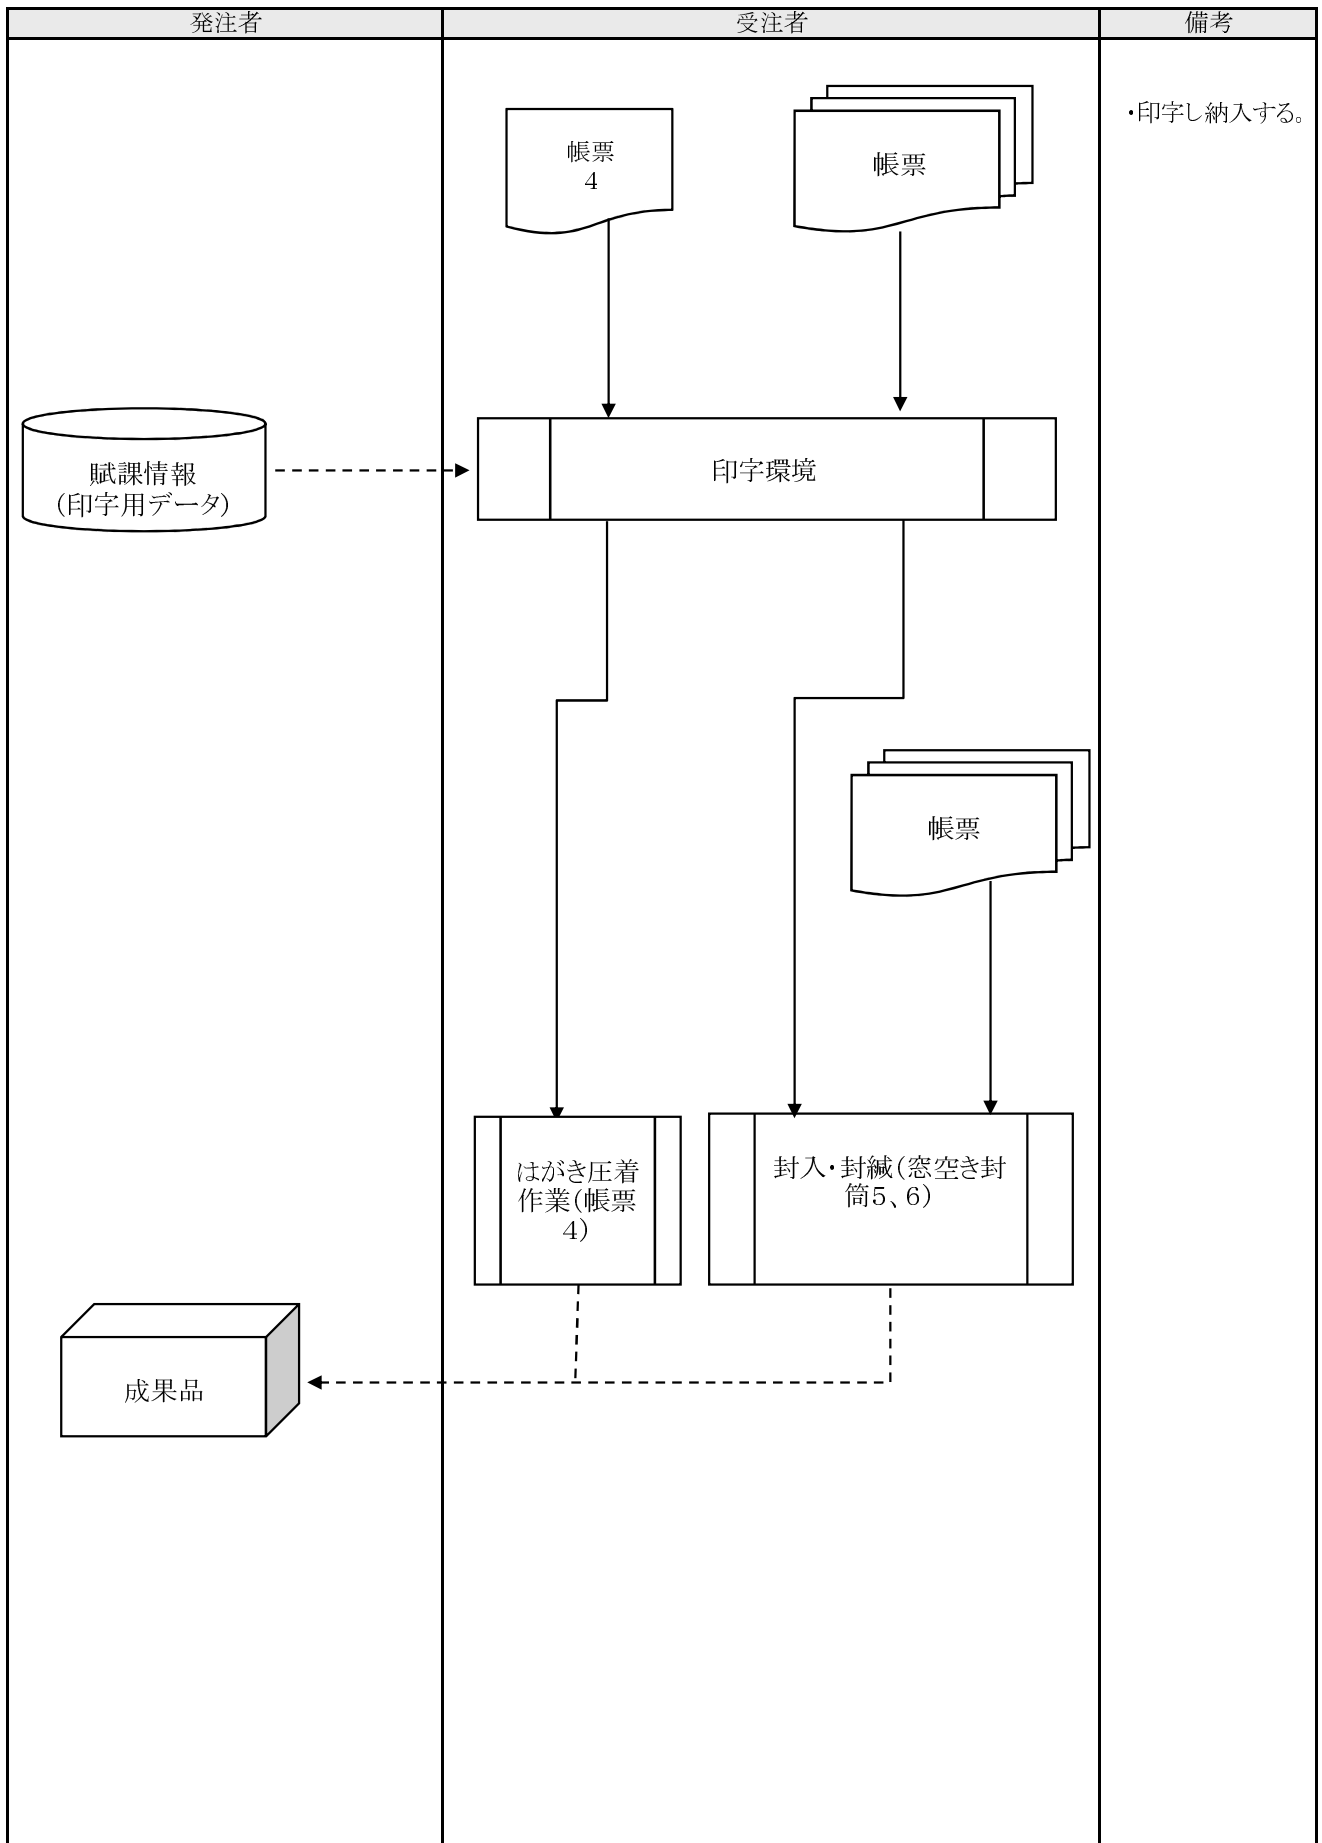 発注者
受注者
備考
・印字し納入する。
帳票
4
帳票
印字環境
賦課情報
(印字用データ)
帳票
はがき圧着
作業(帳票
4)
封入・封緘(窓空き封
筒5、6)
成果品